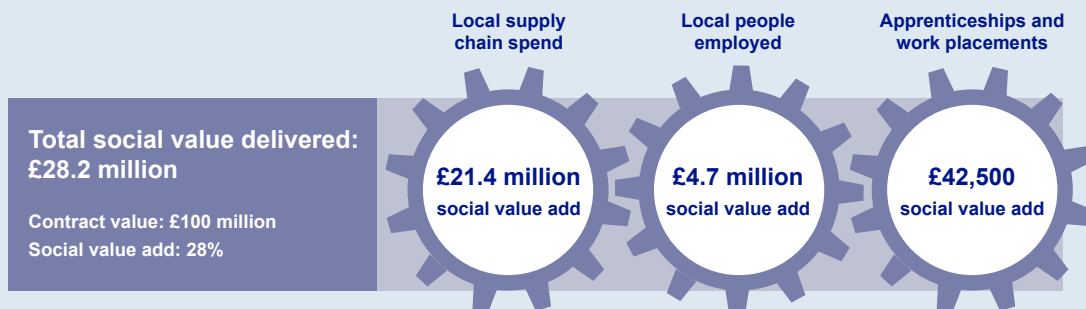 Local supply
chain spend
Local people
employed
Apprenticeships and
work placements
Total social value delivered:
£28.2 million
Contract value: £100 million
Social value add: 28%
£21.4 million
social value add
£4.7 million
social value add
£42,500
social value add